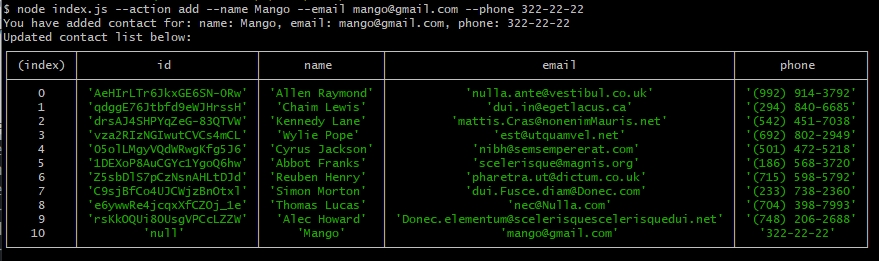 $ node index.js --action add --name Mango --email mango@gmail.com --phone 322-22-22
You have added contact for: name: Mango, email: mango@gmail.com, phone: 322-22-22
Updated contact list below:
(index) id name email phone
0 'AeHIrLTr6JkxGE6SN-0Rw' 'Allen Raymond' 'nulla.ante@vestibul.co.uk' '(992) 914-3792'
1 'qdggE76Jtbfd9eWJHrssH' 'Chaim Lewis' 'dui.in@egetlacus.ca' '(294) 840-6685'
2 'drsAJ4SHPYqZeG-83QTVW' 'Kennedy Lane' 'mattis.Cras@nonenimMauris.net' '(542) 451-7038'
3 'vza2RIzNGIwutCVCs4mCL' 'Wylie Pope' 'est@utquamvel.net' '(692) 802-2949'
4 '05olLMgyVQdWRwgKfg5J6' 'Cyrus Jackson' 'nibh@semsempererat.com' '(501) 472-5218'
5 '1DEXoP8AuCGYc1YgoQ6hw' 'Abbot Franks' 'scelerisque@magnis.org' '(186) 568-3720'
6 'Z5sbDlS7pCzNsnAHLtDJd' 'Reuben Henry' 'pharetra.ut@dictum.co.uk' '(715) 598-5792'
7 'C9sjBfCo4UJCWjzBnOtxl' 'Simon Morton' 'dui.Fusce.diam@Donec.com' '(233) 738-2360'
8 'e6ywwRe4jcqxXfCZOj_1e' 'Thomas Lucas' 'nec@Nulla.com' '(704) 398-7993'
9 'rsKkOQUi80UsgVPCcLZZW' 'Alec Howard' 'Donec.elementum@scelerisquescelerisquedui.net' '(748) 206-2688'
10 'null' 'Mango' 'mango@gmail.com' '322-22-22'